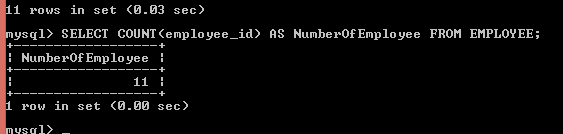 11 rows in set (0.03 sec)
mysql> SELECT COUNT(employee_id) AS NumberOfEmployee FROM EMPLOYEE;
+------------------+
| NumberOfEmployee |
+------------------+
|               11 |
+------------------+
1 row in set (0.00 sec)
mysql> _